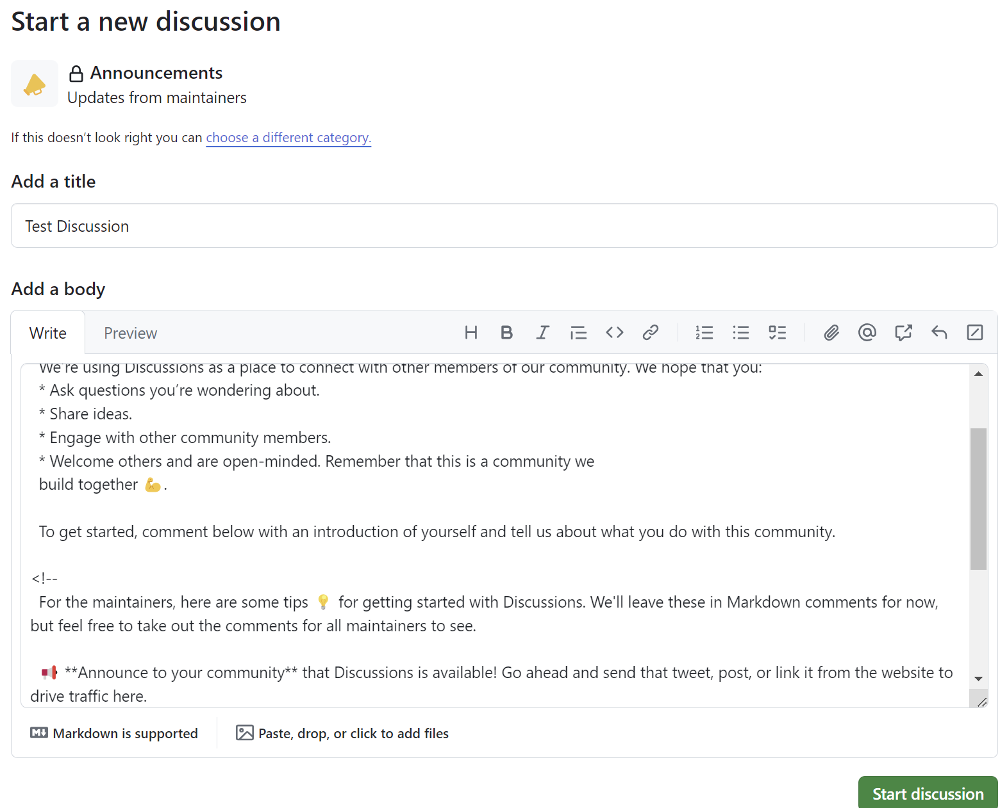 Start a new discussion
Announcements
Updates from maintainers
If this doesn’t look right you can choose a different category.
Add a title
Test Discussion
Add a body
Write Preview
We’re using Discussions as a place to connect with other members of our community. We hope that you:
* Ask questions you’re wondering about.
* Share ideas.
* Engage with other community members.
* Welcome others and are open-minded. Remember that this is a community we
build together 💪.
To get started, comment below with an introduction of yourself and tell us about what you do with this community.
<!--
For the maintainers, here are some tips 💡 for getting started with Discussions. We'll leave these in Markdown comments for now,
but feel free to take out the comments for all maintainers to see.
📢 **Announce to your community** that Discussions is available! Go ahead and send that tweet, post, or link it from the website to
drive traffic here.
Markdown is supported
Paste, drop, or click to add files
Start discussion